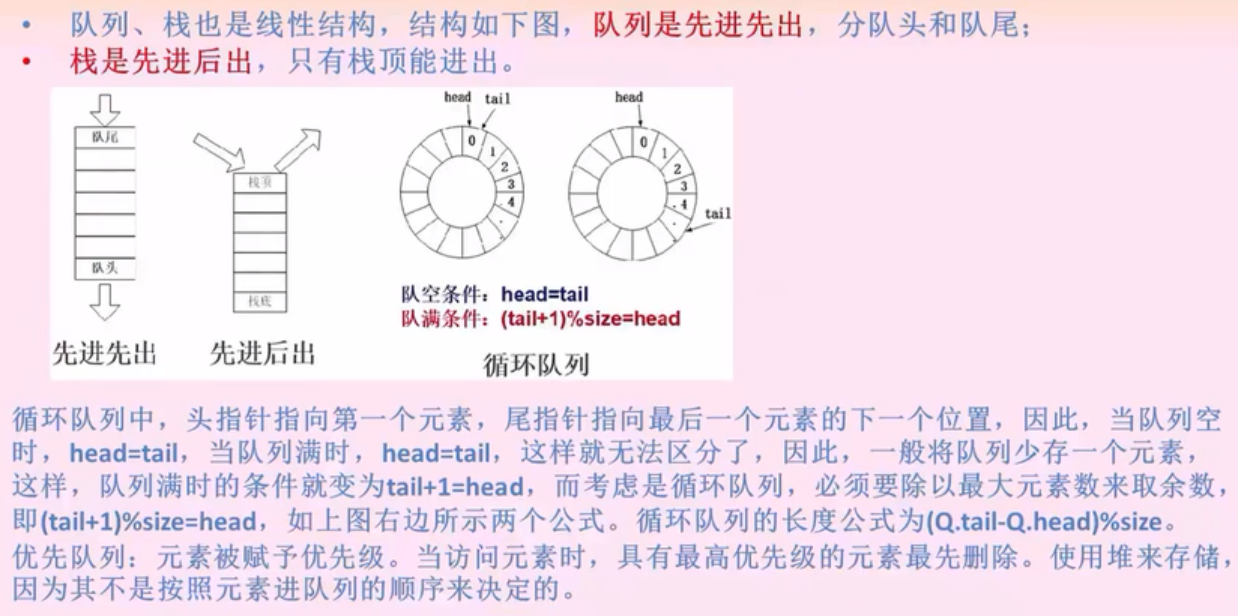 • 队列、栈也是线性结构，结构如下图，队列是先进先出，分队头和队尾；
• 栈是先进后出，只有栈顶能进出。
head tail
head
队尾
栈顶
0
1
2
3
4
0
1
2
3
4
tail
队头
栈底
队空条件：head=tail
队满条件：(tail+1)%size=head
先进先出
先进后出
循环队列
循环队列中，头指针指向第一个元素，尾指针指向最后一个元素的下一个位置，因此，当队列空
时，head=tail，当队列满时，head=tail，这样就无法区分了，因此，一般将队列少存一个元素，
这样，队列满时的条件就变为tail+1=head，而考虑是循环队列，必须要除以最大元素数来取余数，
即(tail+1)%size=head，如上图右边所示两个公式。循环队列的长度公式为(Q.tail-Q.head)%size。
优先队列：元素被赋予优先级。当访问元素时，具有最高优先级的元素最先删除。使用堆来存储，
因为其不是按照元素进队列的顺序来决定的。